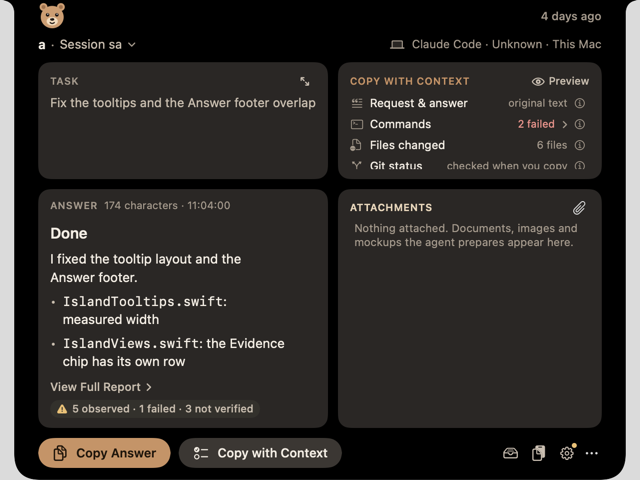 4 days ago
a · Session sa
Claude Code · Unknown · This Mac
TASK
Fix the tooltips and the Answer footer overlap
COPY WITH CONTEXT
Preview
Request & answer original text
Commands 2 failed
Files changed 6 files
Git status checked when you copy
ANSWER 174 characters · 11:04:00
Done
I fixed the tooltip layout and the
Answer footer.
• IslandTooltips.swift:
measured width
• IslandViews.swift: the Evidence
chip has its own row
View Full Report
5 observed · 1 failed · 3 not verified
ATTACHMENTS
Nothing attached. Documents, images and
mockups the agent prepares appear here.
Copy Answer
Copy with Context